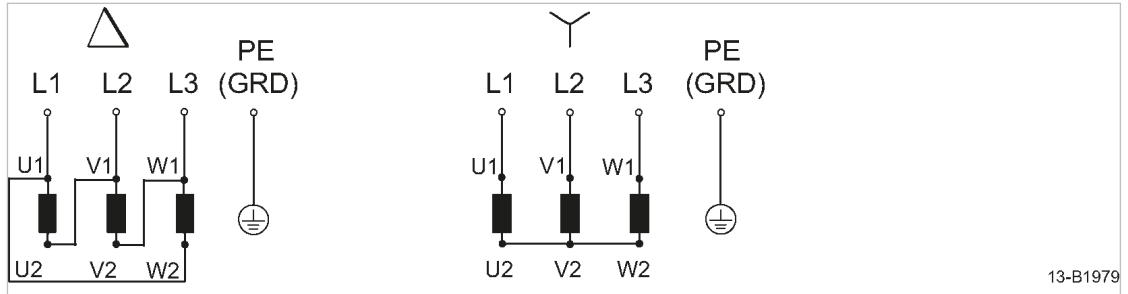 PE PE
L1 L2 L3 (GRD) L1 L2 L3 (GRD)
U1 V1 W1 U1 V1 W1
U2 V2 W2 U2 V2 W2
13-B1979